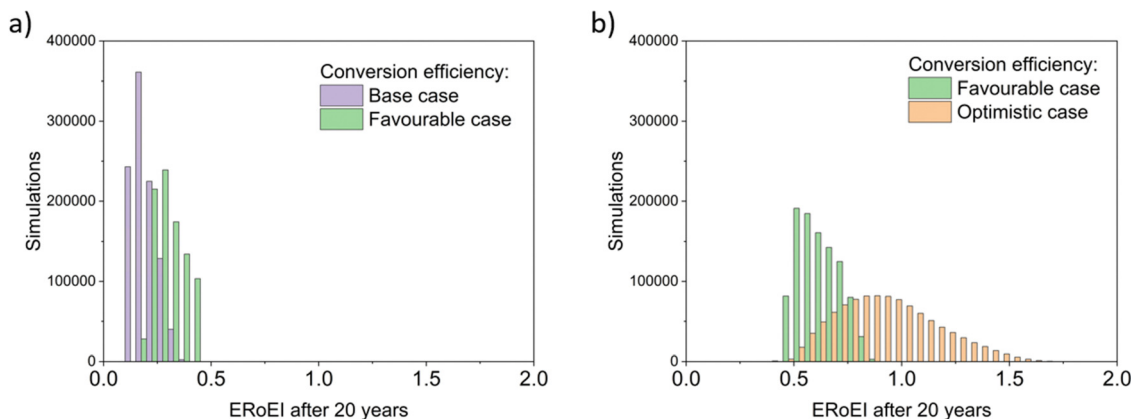 a)
400000
300000
200000
100000
0
Simulations
Conversion efficiency:
Base case
Favourable case
0.0 0.5 1.0 1.5 2.0
ERoEI after 20 years
b)
400000
300000
200000
100000
0
Simulations
Conversion efficiency:
Favourable case
Optimistic case
0.0 0.5 1.0 1.5 2.0
ERoEI after 20 years